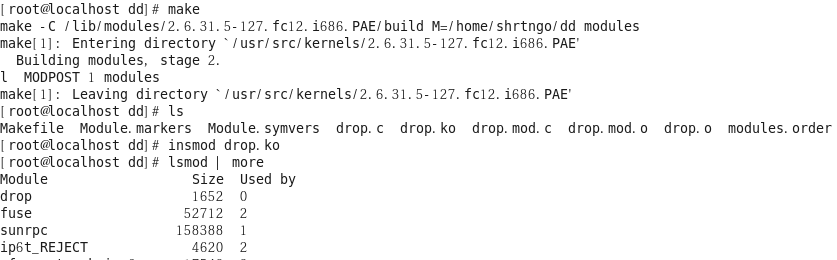 [root@localhost dd]# make
make -C /lib/modules/2.6.31.5-127.fc12.i686.PAE/build M=/home/shrtngo/dd modules
make[1]: Entering directory `/usr/src/kernels/2.6.31.5-127.fc12.i686.PAE'
  Building modules, stage 2.
l  MODPOST 1 modules
make[1]: Leaving directory `/usr/src/kernels/2.6.31.5-127.fc12.i686.PAE'
[root@localhost dd]# ls
Makefile  Module.markers  Module.symvers  drop.c  drop.ko  drop.mod.c  drop.mod.o  drop.o  modules.order
[root@localhost dd]# insmod drop.ko
[root@localhost dd]# lsmod | more
Module                  Size  Used by
drop                    1652  0
fuse                   52712  2
sunrpc                158388  1
ip6t_REJECT             4620  2